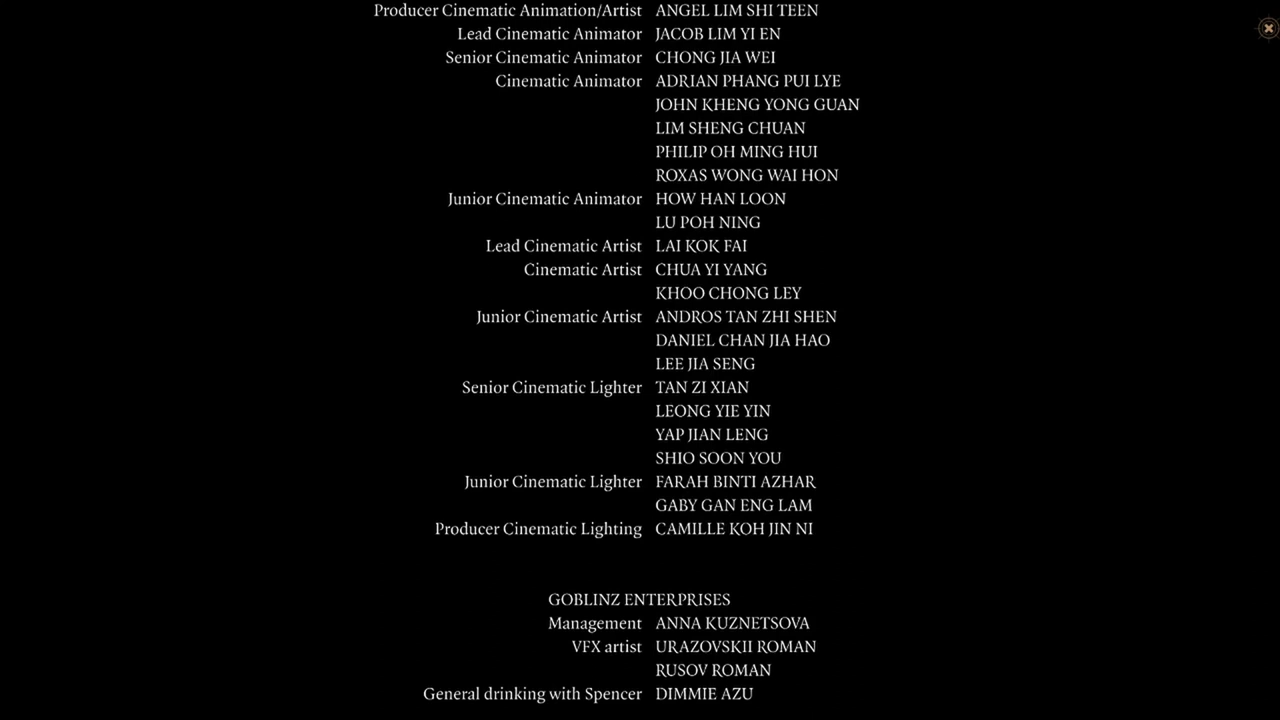 Producer Cinematic Animation/Artist ANGEL LIM SHI TEEN
Lead Cinematic Animator JACOB LIM YI EN
Senior Cinematic Animator CHONG JIA WEI
Cinematic Animator ADRIAN PHANG PUI LYE
JOHN KHENG YONG GUAN
LIM SHENG CHUAN
PHILIP OH MING HUI
ROXAS WONG WAI HON
Junior Cinematic Animator HOW HAN LOON
LU POH NING
Lead Cinematic Artist LAI KOK FAI
Cinematic Artist CHUA YI YANG
KHOO CHONG LEY
Junior Cinematic Artist ANDROS TAN ZHI SHEN
DANIEL CHAN JIA HAO
LEE JIA SENG
Senior Cinematic Lighter TAN ZI XIAN
LEONG YIE YIN
YAP JIAN LENG
SHIO SOON YOU
Junior Cinematic Lighter FARAH BINTI AZHAR
GABY GAN ENG LAM
Producer Cinematic Lighting CAMILLE KOH JIN NI
GOBLINZ ENTERPRISES
Management ANNA KUZNETSOVA
VFX artist URAZOVSKII ROMAN
RUSOV ROMAN
General drinking with Spencer DIMMIE AZU